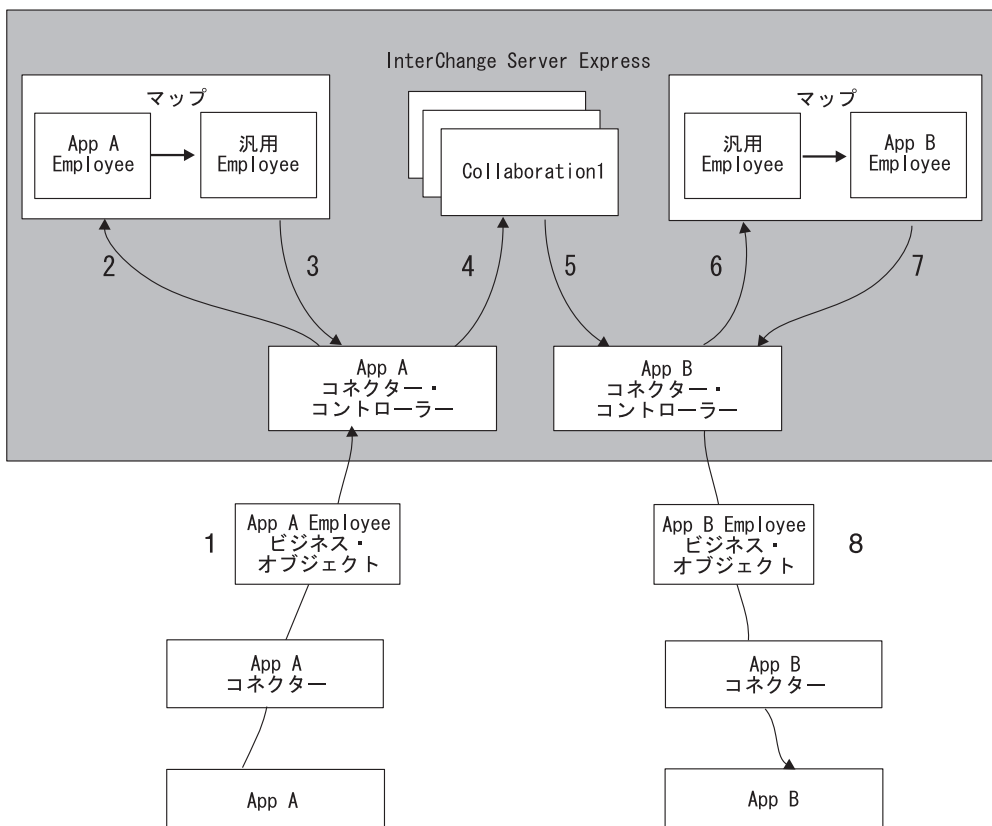 InterChange Server Express
マップ
App A
Employee
汎用
Employee
Collaboration1
マップ
汎用
Employee
App B
Employee
2
3
4
5
6
7
App A
コネクター・
コントローラー
App B
コネクター・
コントローラー
1
App A Employee
ビジネス・
オブジェクト
App B Employee
ビジネス・
オブジェクト
8
App A
コネクター
App B
コネクター
App A
App B